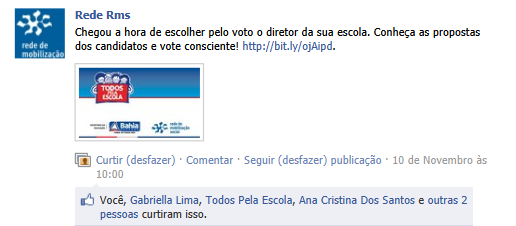 Rede Rms
Chegou a hora de escolher pelo voto o diretor da sua escola. Conheça as propostas
dos candidatos e vote consciente! http://bit.ly/ojAipd.
rede de
mobilização
TODOS
PELA
ESCOLA
Bahia
rede de
mobilização
social
Curtir (desfazer) · Comentar · Seguir (desfazer) publicação · 10 de Novembro às
10:00
Você, Gabriella Lima, Todos Pela Escola, Ana Cristina Dos Santos e outras 2
pessoas curtiram isso.